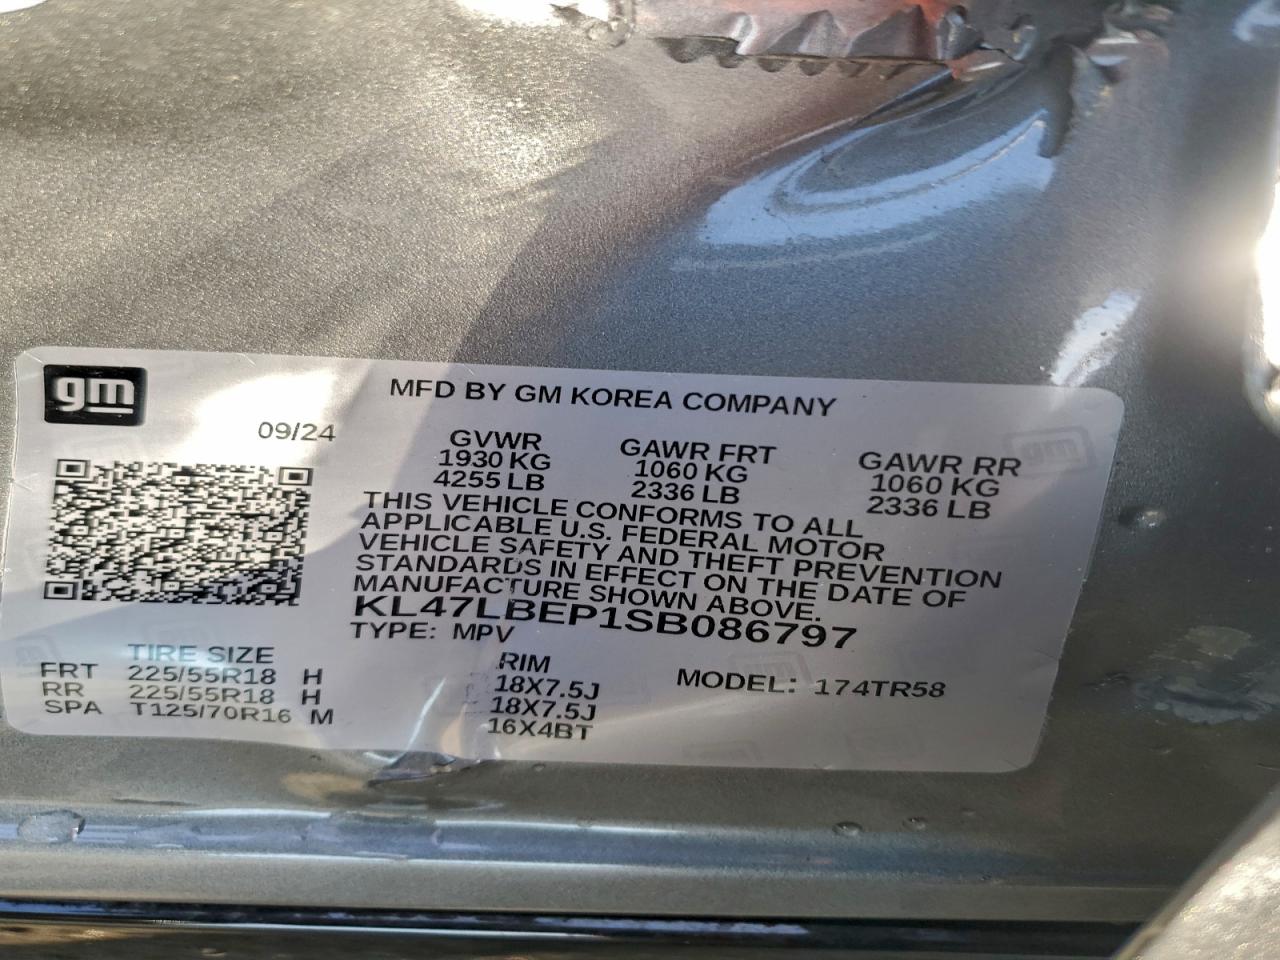 gm
MFD BY GM KOREA COMPANY
09/24
GVWR GAWR FRT GAWR RR
1930 KG 1060 KG 1060 KG
4255 LB 2336 LB 2336 LB
THIS VEHICLE CONFORMS TO ALL
APPLICABLE U.S. FEDERAL MOTOR
VEHICLE SAFETY AND THEFT PREVENTION
STANDARDS IN EFFECT ON THE DATE OF
MANUFACTURE SHOWN ABOVE.
KL47LBEP1SB086797
TYPE: MPV
TIRE SIZE RIM MODEL: 174TR58
FRT 225/55R18 H 18X7.5J
RR 225/55R18 H 18X7.5J
SPA T125/70R16 M 16X4BT